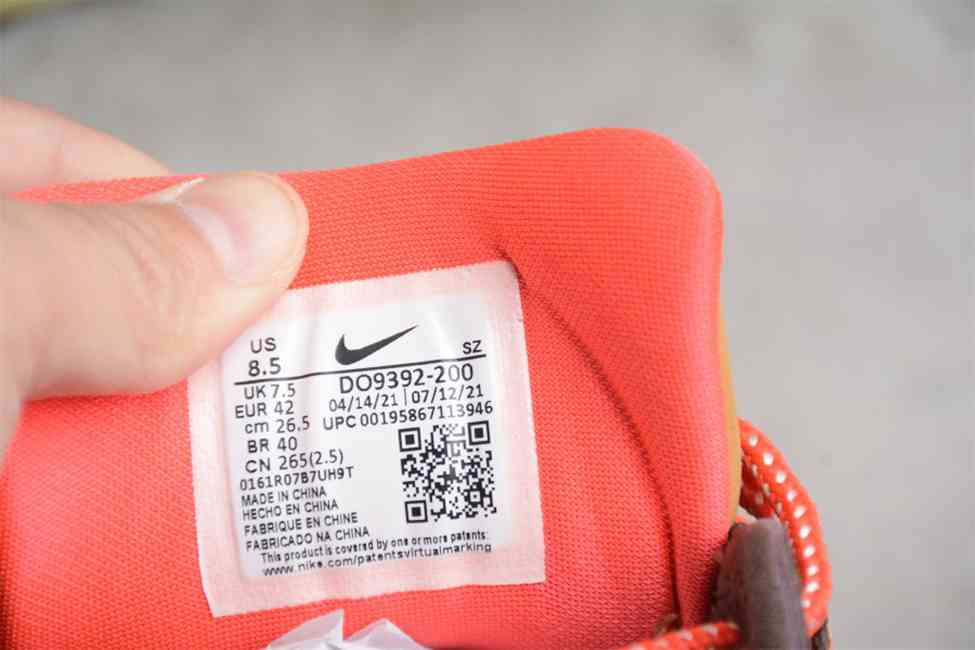 US
8.5
SZ
UK 7.5
DO9392-200
EUR 42
04/14/21 | 07/12/21
cm 26.5
UPC 00195867113946
BR 40
CN 265(2.5)
0161R07B7UH9T
MADE IN CHINA
HECHO EN CHINA
FABRIQUE EN CHINE
FABRICADO NA CHINA
This product is covered by one or more patents:
www.nike.com/patentsvirtualmarking